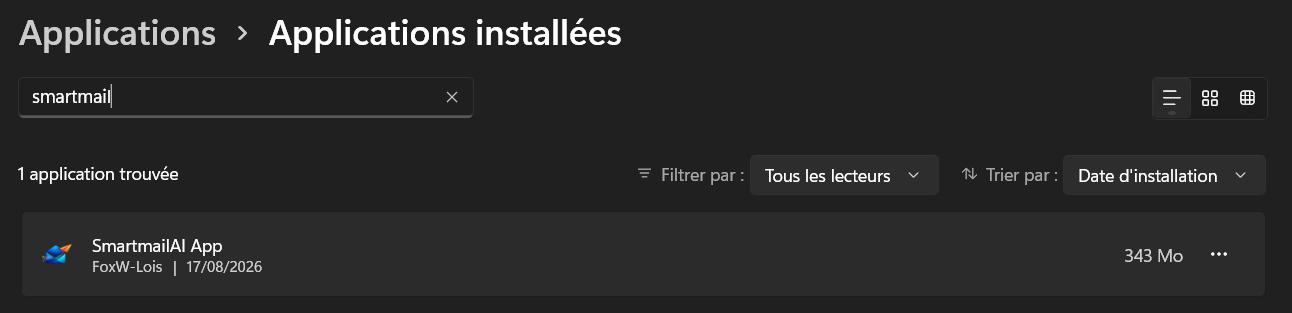 Applications > Applications installées
smartmail
1 application trouvée
Filtrer par : Tous les lecteurs
Trier par : Date d'installation
SmartmailAI App
FoxW-Lois | 17/08/2026
343 Mo